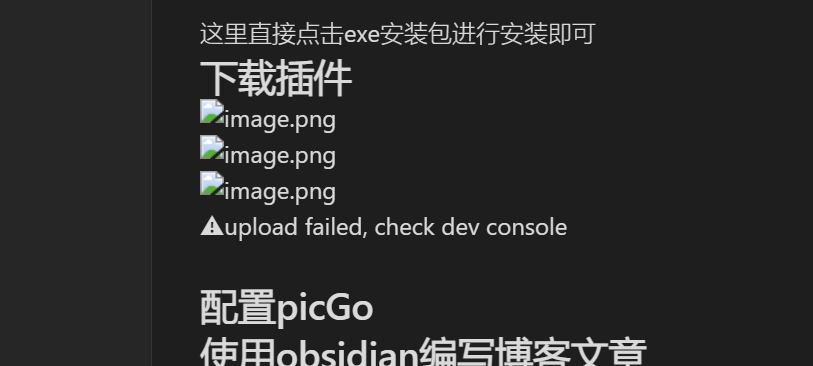 这里直接点击exe安装包进行安装即可
下载插件
image.png
image.png
image.png
⚠upload failed, check dev console
配置picGo
使用obsidian编写博客文章